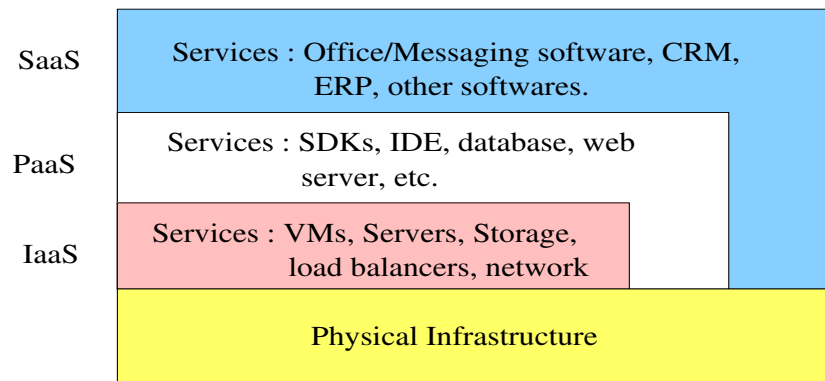 SaaS
Services : Office/Messaging software, CRM,
ERP, other softwares.
PaaS
Services : SDKs, IDE, database, web
server, etc.
IaaS
Services : VMs, Servers, Storage,
load balancers, network
Physical Infrastructure